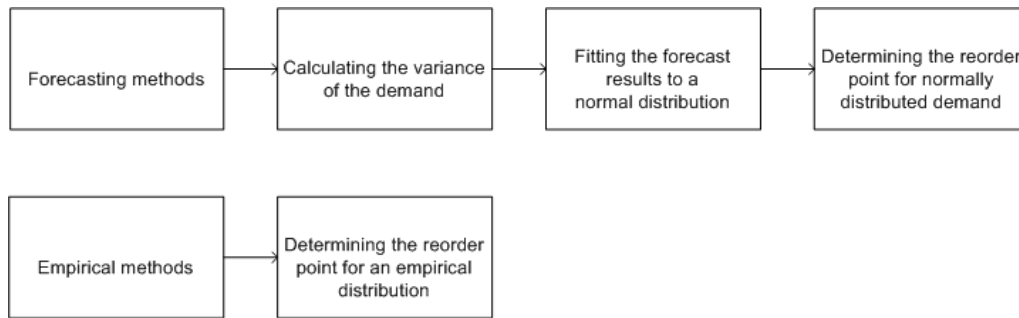 Forecasting methods
Calculating the variance
of the demand
Fitting the forecast
results to a
normal distribution
Determining the reorder
point for normally
distributed demand
Empirical methods
Determining the reorder
point for an empirical
distribution